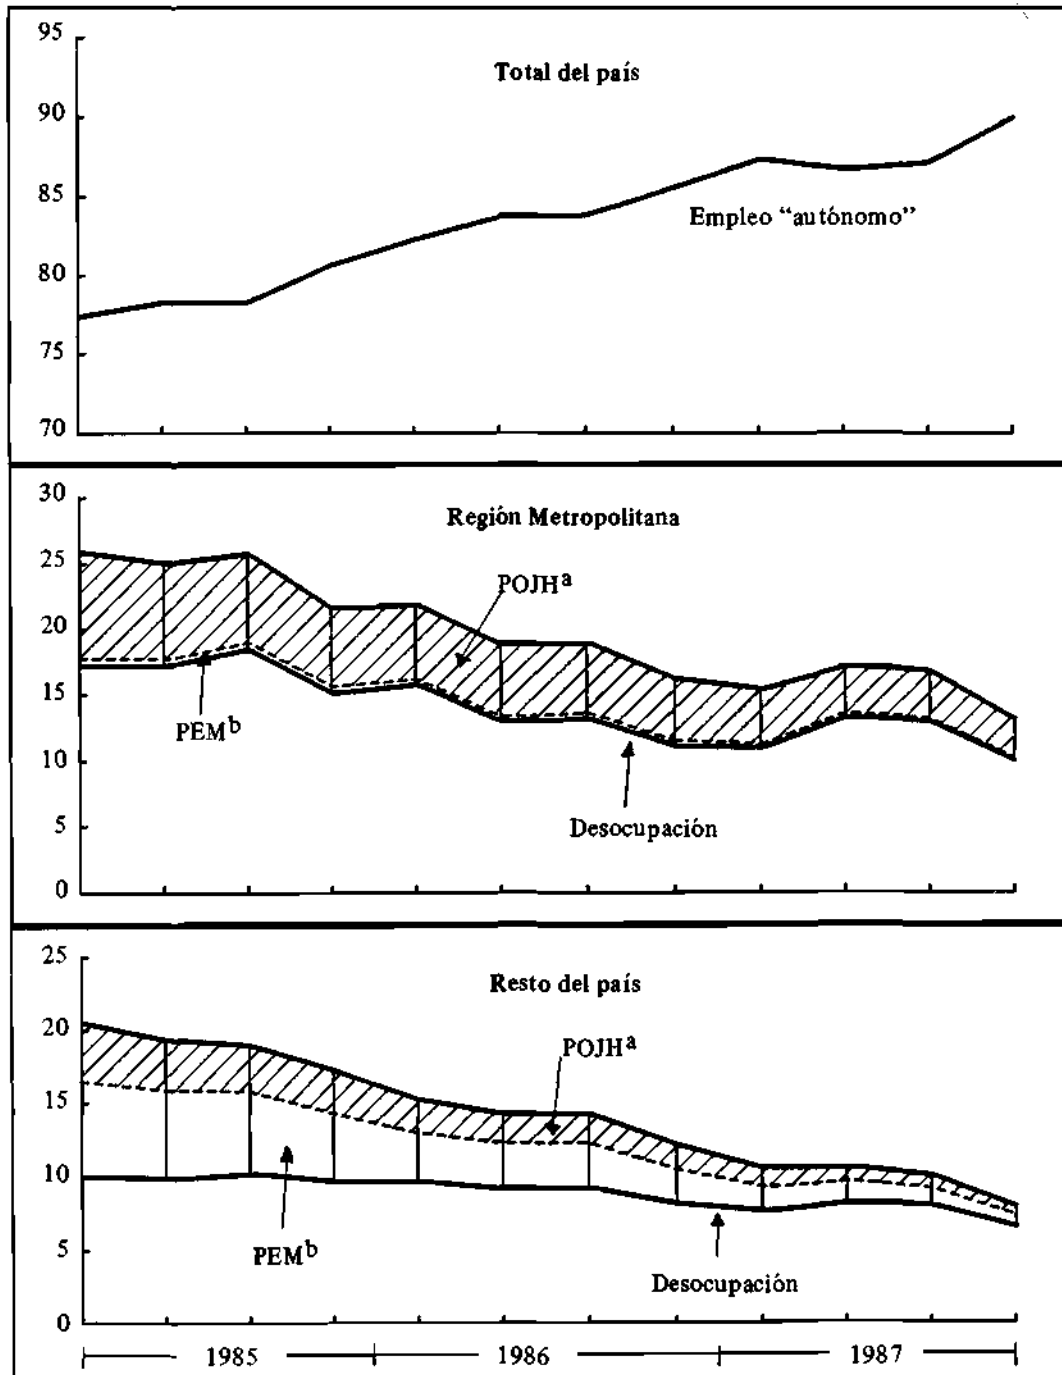 95
Total del país
90
85
Empleo “autónomo”
80
75
70
30
Región Metropolitana
25
POJHa
20
15
PEMb
10
Desocupación
5
0
25
Resto del país
20
POJHa
15
10
PEMb
Desocupación
5
0
1985 1986 1987